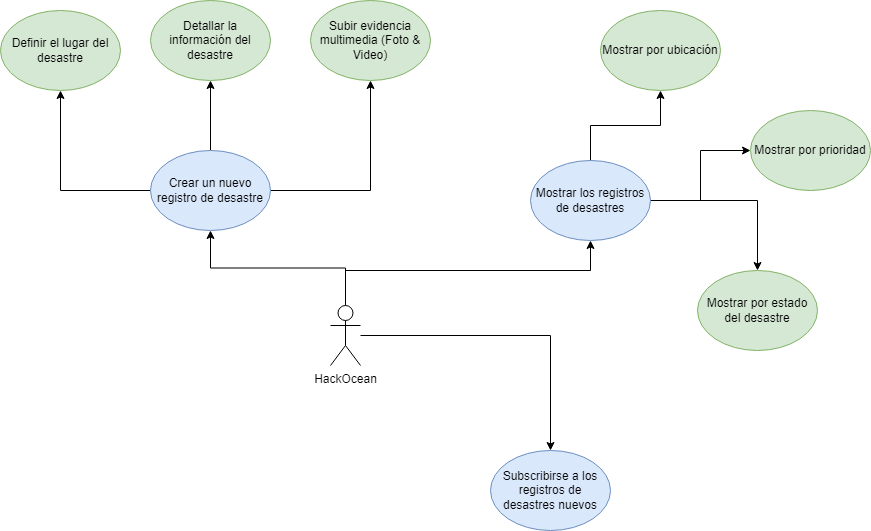 Definir el lugar del
desastre
Detallar la
información del
desastre
Subir evidencia
multimedia (Foto &
Video)
Mostrar por ubicación
Mostrar por prioridad
Crear un nuevo
registro de desastre
Mostrar los registros
de desastres
Mostrar por estado
del desastre
HackOcean
Subscribirse a los
registros de
desastres nuevos